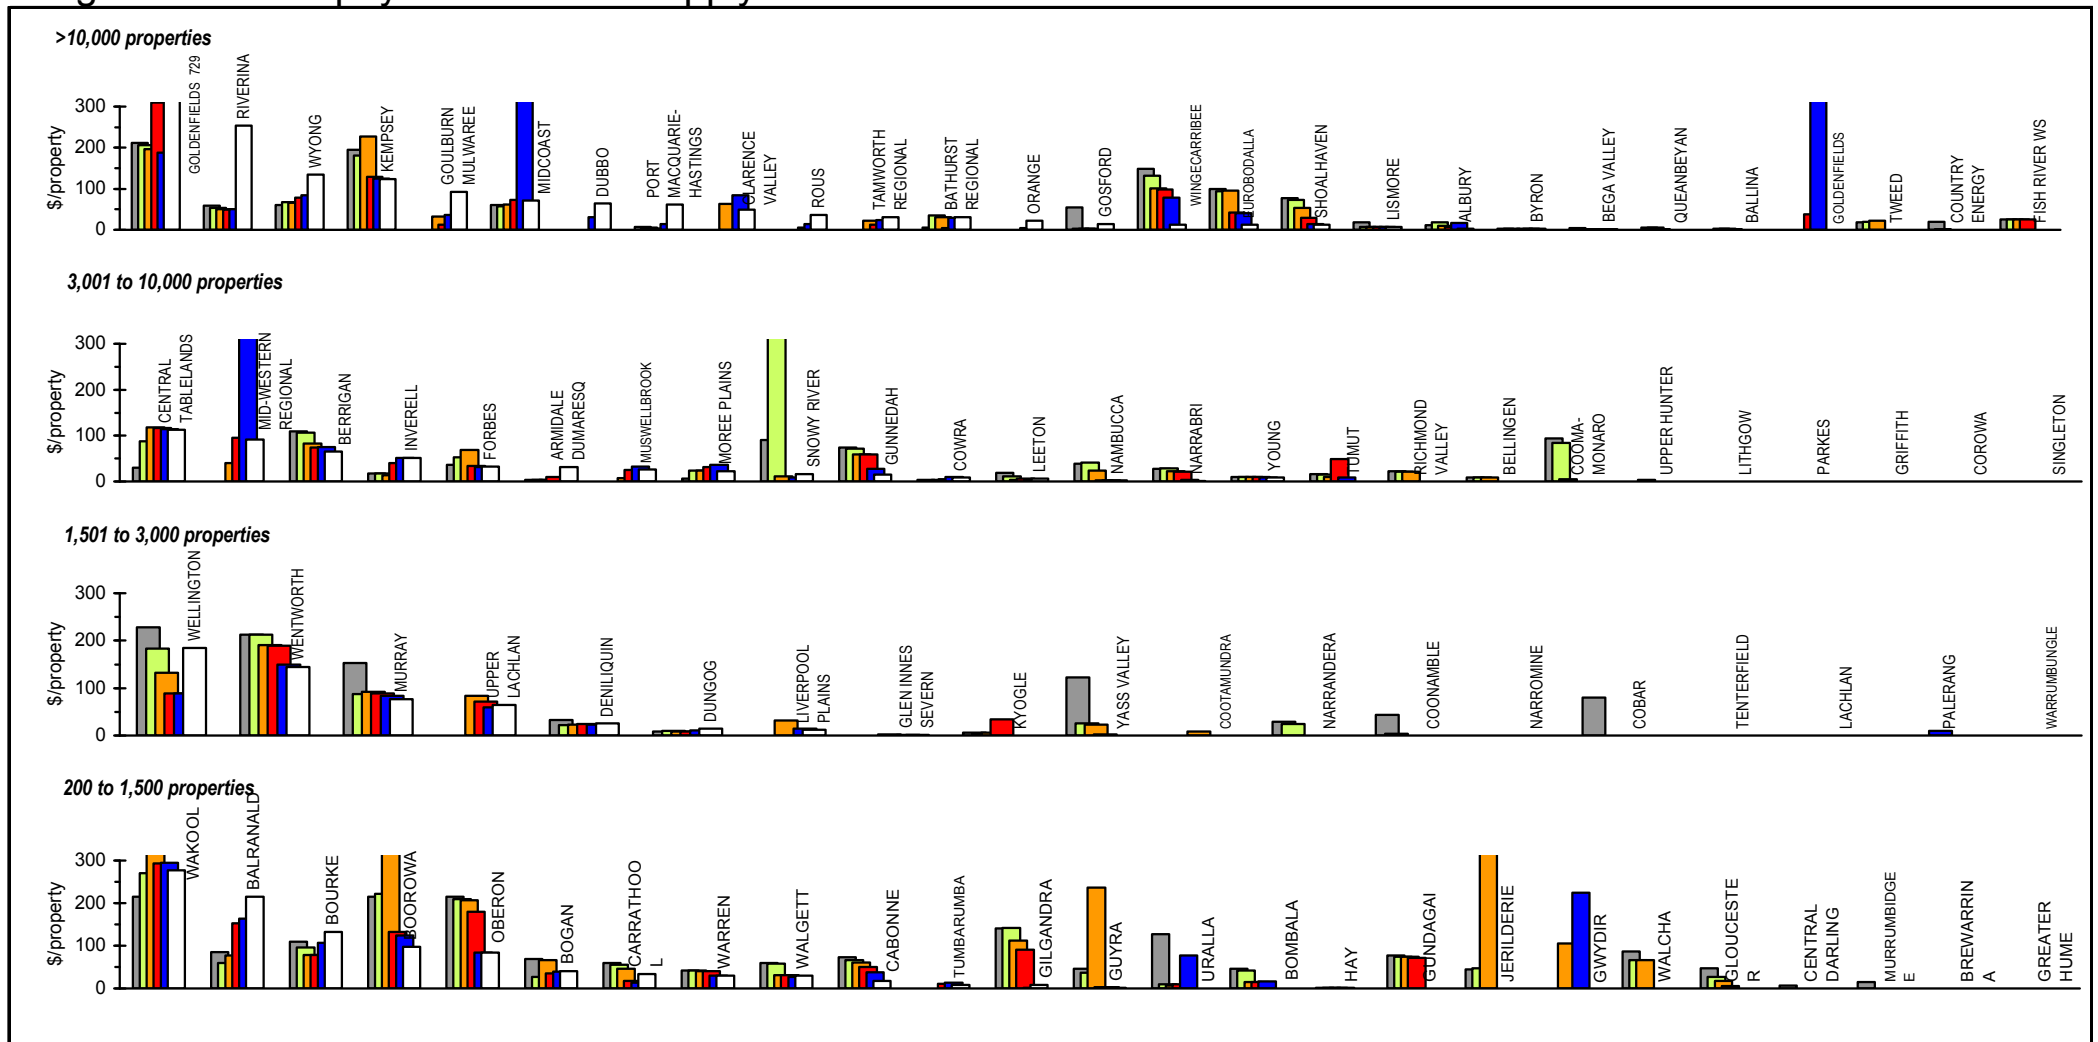 >10,000 properties
$/property
300
200
100
0
GOLDENFIELDS 729
RIVERINA
WYONG
KEMPSEY
GOULBURN
MULWAREE
MIDCOAST
DUBBO
PORT
MACQUARIE-
HASTINGS
CLARENCE
VALLEY
ROUS
TAMWORTH
REGIONAL
BATHURST
REGIONAL
ORANGE
GOSFORD
WINGECARRIBEE
EUROBODALLA
SHOALHAVEN
LISMORE
ALBURY
BYRON
BEGA VALLEY
QUEANBEYAN
BALLINA
GOLDENFIELDS
TWEED
COUNTRY
ENERGY
FISH RIVER WS
3,001 to 10,000 properties
$/property
300
200
100
0
CENTRAL
TABLELANDS
MID-WESTERN
REGIONAL
BERRIGAN
INVERELL
FORBES
ARMIDALE
DUMARESQ
MUSWELLBROOK
MOREE PLAINS
SNOWY RIVER
GUNNEDAH
COWRA
LEETON
NAMBUCCA
NARRABRI
YOUNG
TUMUT
RICHMOND
VALLEY
BELLINGEN
COOMA-
MONARO
UPPER HUNTER
LITHGOW
PARKES
GRIFFITH
COROWA
SINGLETON
1,501 to 3,000 properties
$/property
300
200
100
0
WELLINGTON
WENTWORTH
MURRAY
UPPER
LACHLAN
DENILIQUIN
DUNGOG
LIVERPOOL
PLAINS
GLEN INNES
SEVERN
KYOGLE
YASS VALLEY
COOTAMUNDRA
NARRANDERA
COONAMBLE
NARROMINE
COBAR
TENTERFIELD
LACHLAN
PALERANG
WARRUMBUNGLE
200 to 1,500 properties
$/property
300
200
100
0
WAKOOL
BALRANALD
BOURKE
BOOROWA
OBERON
BOGAN
CARRATHOO
L
WARREN
WALGETT
CABONNE
TUMBARUMBA
GILGANDRA
GUYRA
URALLA
BOMBALA
HAY
GUNDAGAI
JERILDERIE
GWYDIR
WALCHA
GLOUCESTE
R
CENTRAL
DARLING
MURRUMBIDGE
E
BREWARRIN
A
GREATER
HUME